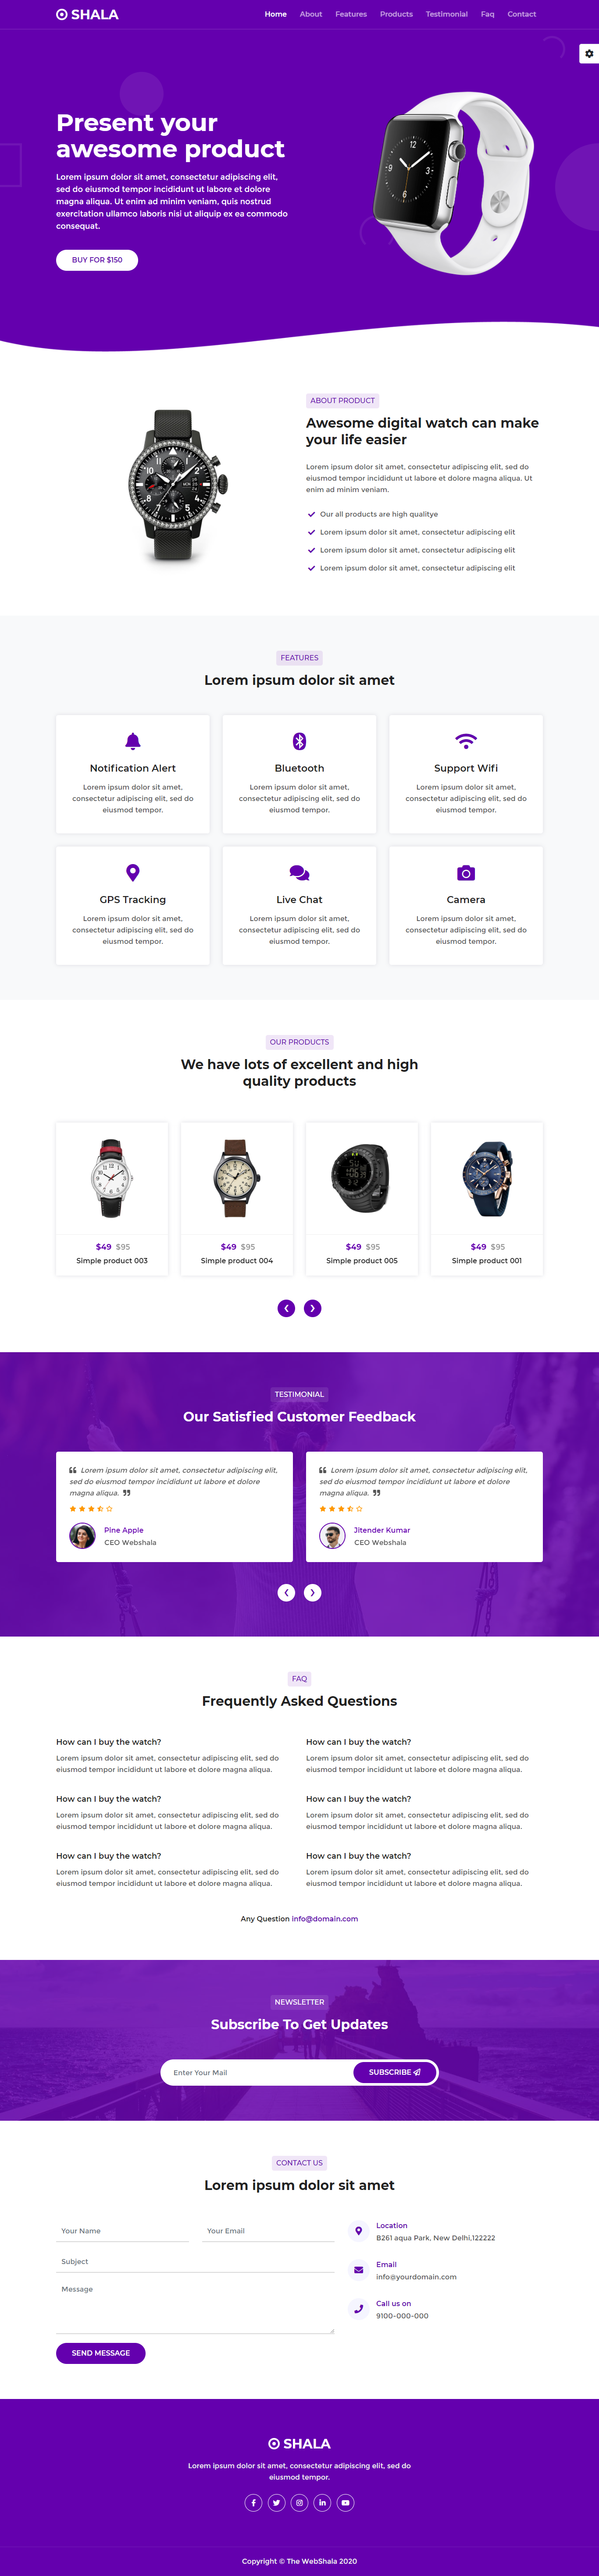 SHALA
Home About Features Products Testimonial Faq Contact
Present your
awesome product
Lorem ipsum dolor sit amet, consectetur adipiscing elit,
sed do eiusmod tempor incididunt ut labore et dolore
magna aliqua. Ut enim ad minim veniam, quis nostrud
exercitation ullamco laboris nisi ut aliquip ex ea commodo
consequat.
BUY FOR $150
ABOUT PRODUCT
Awesome digital watch can make
your life easier
Lorem ipsum dolor sit amet, consectetur adipiscing elit, sed do
eiusmod tempor incididunt ut labore et dolore magna aliqua. Ut
enim ad minim veniam.
Our all products are high qualitye
Lorem ipsum dolor sit amet, consectetur adipiscing elit
Lorem ipsum dolor sit amet, consectetur adipiscing elit
Lorem ipsum dolor sit amet, consectetur adipiscing elit
FEATURES
Lorem ipsum dolor sit amet
Notification Alert
Lorem ipsum dolor sit amet,
consectetur adipiscing elit, sed do
eiusmod tempor.
Bluetooth
Lorem ipsum dolor sit amet,
consectetur adipiscing elit, sed do
eiusmod tempor.
Support Wifi
Lorem ipsum dolor sit amet,
consectetur adipiscing elit, sed do
eiusmod tempor.
GPS Tracking
Lorem ipsum dolor sit amet,
consectetur adipiscing elit, sed do
eiusmod tempor.
Live Chat
Lorem ipsum dolor sit amet,
consectetur adipiscing elit, sed do
eiusmod tempor.
Camera
Lorem ipsum dolor sit amet,
consectetur adipiscing elit, sed do
eiusmod tempor.
OUR PRODUCTS
We have lots of excellent and high
quality products
$49 $95
Simple product 003
$49 $95
Simple product 004
$49 $95
Simple product 005
$49 $95
Simple product 001
TESTIMONIAL
Our Satisfied Customer Feedback
Lorem ipsum dolor sit amet, consectetur adipiscing elit,
sed do eiusmod tempor incididunt ut labore et dolore
magna aliqua.
Pine Apple
CEO Webshala
Lorem ipsum dolor sit amet, consectetur adipiscing elit,
sed do eiusmod tempor incididunt ut labore et dolore
magna aliqua.
Jitender Kumar
CEO Webshala
FAQ
Frequently Asked Questions
How can I buy the watch?
Lorem ipsum dolor sit amet, consectetur adipiscing elit, sed do
eiusmod tempor incididunt ut labore et dolore magna aliqua.
How can I buy the watch?
Lorem ipsum dolor sit amet, consectetur adipiscing elit, sed do
eiusmod tempor incididunt ut labore et dolore magna aliqua.
How can I buy the watch?
Lorem ipsum dolor sit amet, consectetur adipiscing elit, sed do
eiusmod tempor incididunt ut labore et dolore magna aliqua.
How can I buy the watch?
Lorem ipsum dolor sit amet, consectetur adipiscing elit, sed do
eiusmod tempor incididunt ut labore et dolore magna aliqua.
How can I buy the watch?
Lorem ipsum dolor sit amet, consectetur adipiscing elit, sed do
eiusmod tempor incididunt ut labore et dolore magna aliqua.
How can I buy the watch?
Lorem ipsum dolor sit amet, consectetur adipiscing elit, sed do
eiusmod tempor incididunt ut labore et dolore magna aliqua.
Any Question info@domain.com
NEWSLETTER
Subscribe To Get Updates
Enter Your Mail
SUBSCRIBE
CONTACT US
Lorem ipsum dolor sit amet
Your Name
Your Email
Subject
Message
SEND MESSAGE
Location
B261 aqua Park, New Delhi,122222
Email
info@yourdomain.com
Call us on
9100-000-000
SHALA
Lorem ipsum dolor sit amet, consectetur adipiscing elit, sed do
eiusmod tempor.
Copyright © The WebShala 2020